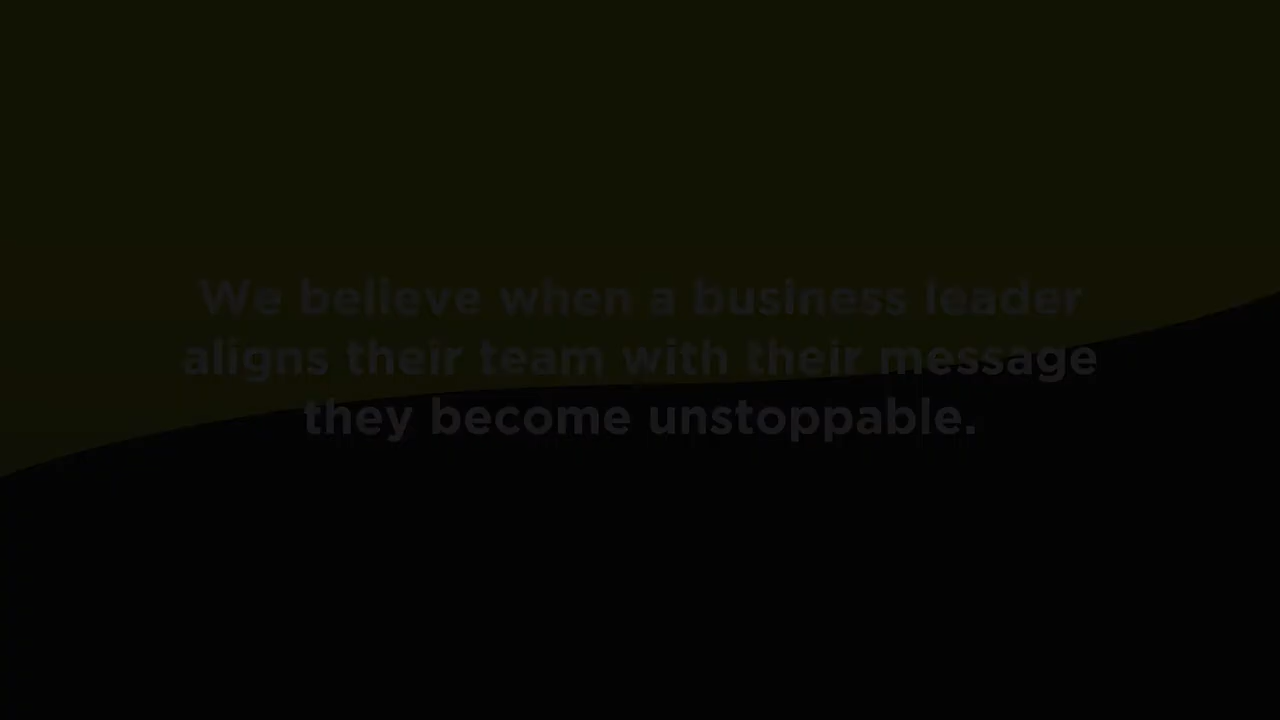 We believe when a business leader
aligns their team with their message
they become unstoppable.